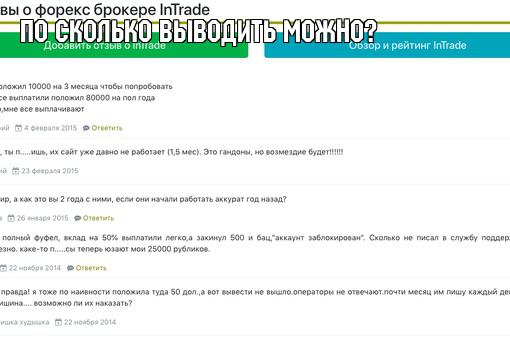 вы о форекс брокере InTrade
ПО СКОЛЬКО ВЫВОДИТЬ МОЖНО?
Добавить отзыв о InTrade
Обзор и рейтинг InTrade
оложил 10000 на 3 месяца чтобы попробовать
се выплатили положил 80000 на пол года
о,мне все выплачивают
ий 4 февраля 2015 Ответить
, ты п.....ишь, их сайт уже давно не работает (1,5 мес). Это гандоны, но возмездие будет!!!!!!
ий 23 февраля 2015
ир, а как это вы 2 года с ними, если они начали работать аккурат год назад?
а 26 января 2015 Ответить
полный фуфел, вклад на 50% выплатили легко,а закинул 500 и бац,"аккаунт заблокирован". Сколько не писал в службу поддер
езно. каке-то п.....сы теперь юзают мои 25000 рубликов.
22 ноября 2014 Ответить
правда! я тоже по наивности положила туда 50 дол.,а вот вывести не вышло.операторы не отвечают.почти месяц им пишу каждый де
ишина.... возможно ли их наказать?
ишка худышка 22 ноября 2014